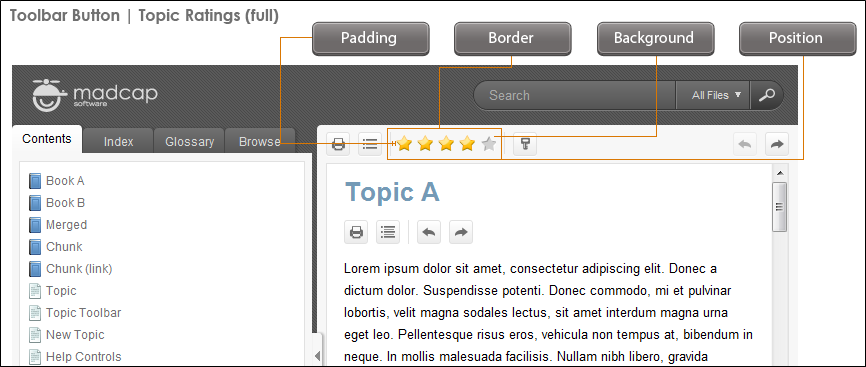 Toolbar Button | Topic Ratings (full)
Padding
Border
Background
Position
madcap
software
Search
All Files
Contents
Index
Glossary
Browse
Book A
Book B
Merged
Chunk
Chunk (link)
Topic
Topic Toolbar
New Topic
Help Controls
Topic A
Lorem ipsum dolor sit amet, consectetur adipiscing elit. Donec a
dictum dolor. Suspendisse potenti. Donec commodo, mi et pulvinar
lobortis, velit magna sodales lectus, sit amet interdum magna urna
eget leo. Pellentesque risus eros, vehicula non tempus at, bibendum in
neque. In mollis malesuada facilisis. Nullam nibh libero, gravida